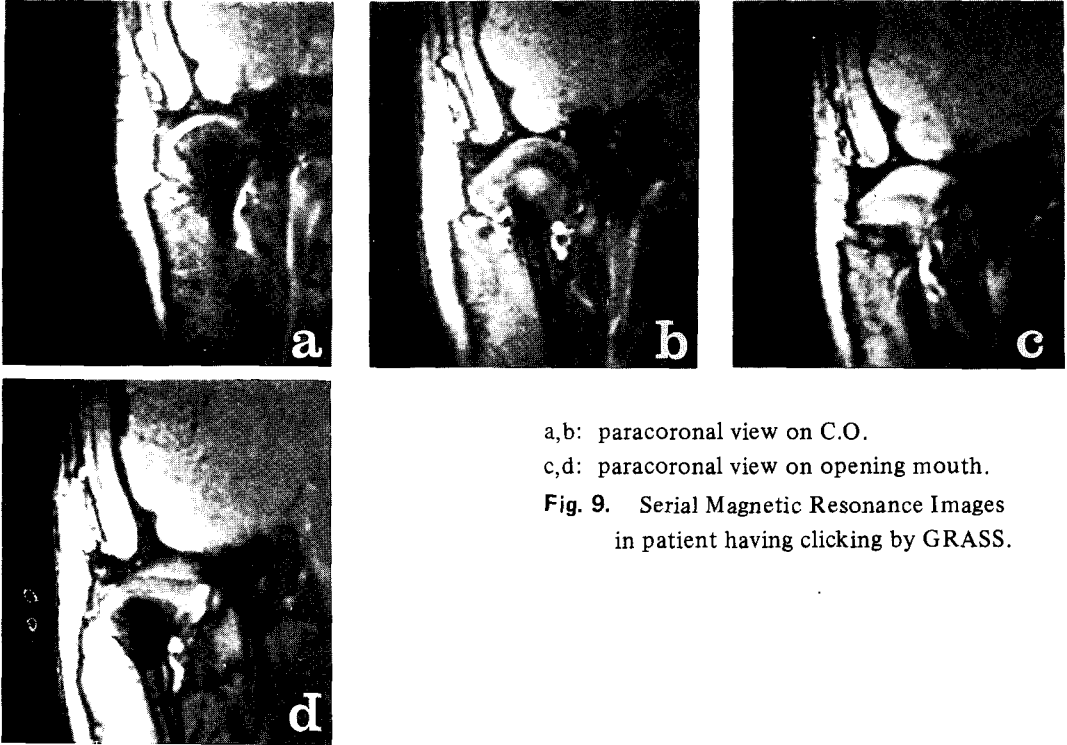 a
b
c
d
a,b: paracoronal view on C.O.
c,d: paracoronal view on opening mouth.
Fig. 9. Serial Magnetic Resonance Images
in patient having clicking by GRASS.